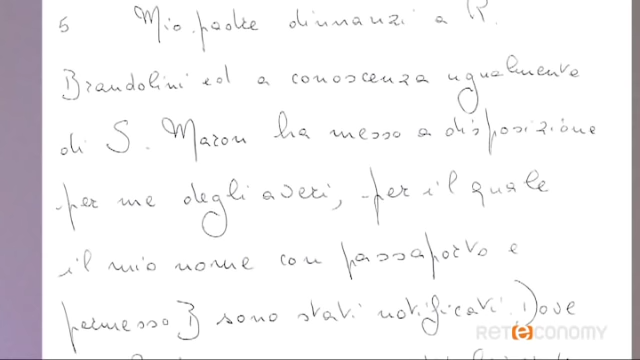 5 Mio padre dinnanzi a R.
Brandolini ed a conoscenza ugualmente
di S. Maron ha messo a disposizione
per me degli averi, per il quale
il mio nome con passaporto e
permesso B sono stati notificati. Dove
RETECONOMY